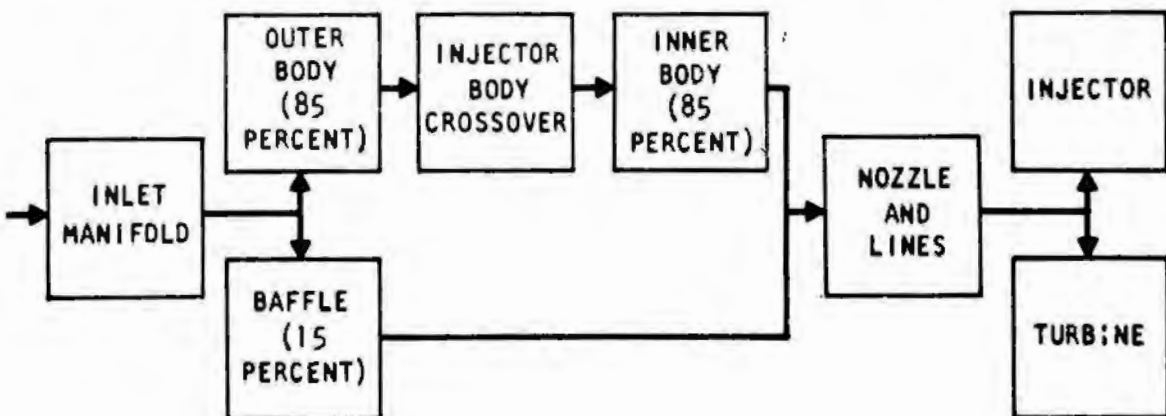 INLET
MANIFOLD
OUTER
BODY
(85
PERCENT)
INJECTOR
BODY
CROSSOVER
INNER
BODY
(85
PERCENT)
BAFFLE
(15
PERCENT)
NOZZLE
AND
LINES
INJECTOR
TURBINE